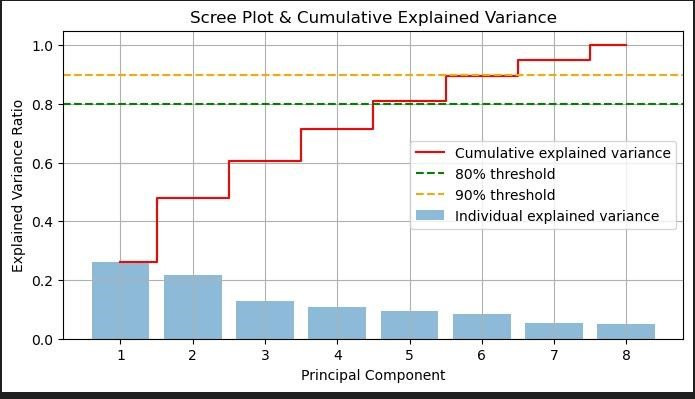 Scree Plot & Cumulative Explained Variance
1.0
0.8
0.6
0.4
0.2
0.0
Explained Variance Ratio
Cumulative explained variance
80% threshold
90% threshold
Individual explained variance
1 2 3 4 5 6 7 8
Principal Component